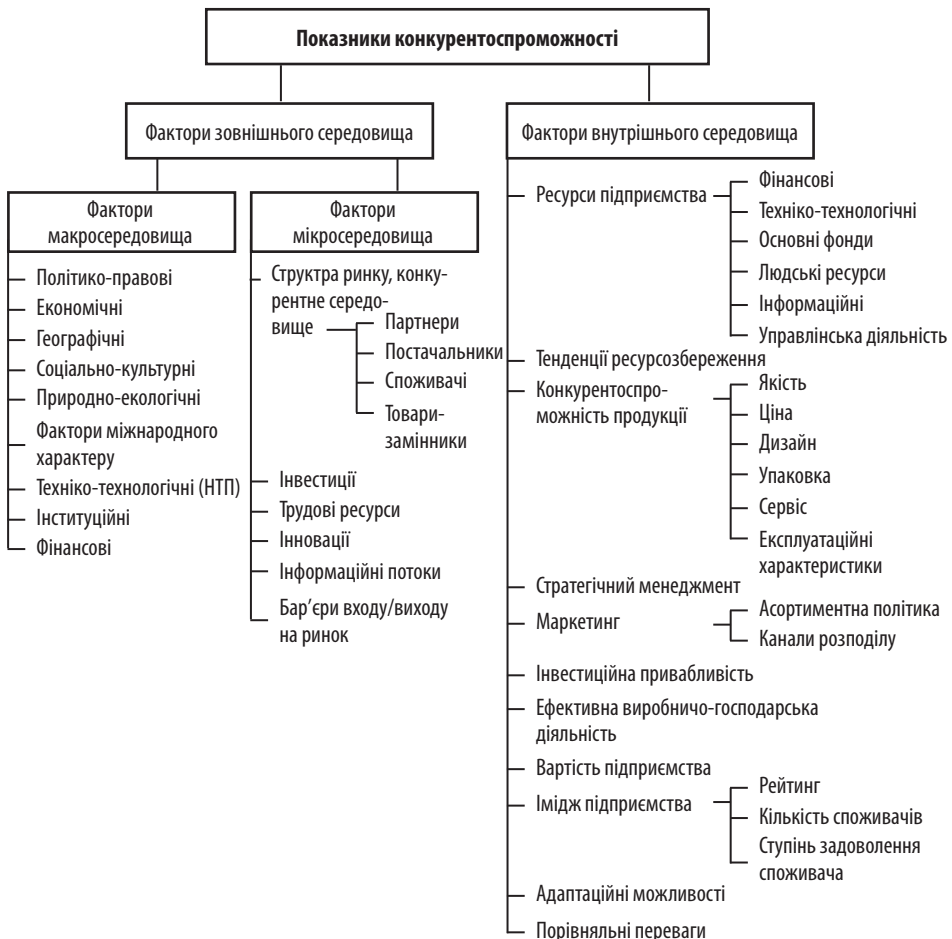 Показники конкурентоспроможності
Фактори зовнішнього середовища
Фактори
макросередовища
Політико-правові
Економічні
Географічні
Соціально-культурні
Природно-екологічні
Фактори міжнародного
характеру
Техніко-технологічні (НТП)
Інституційні
Фінансові
Фактори
мікросередовища
Структра ринку, конку-
рентне середо-
вище
Партнери
Постачальники
Споживачі
Товари-
замінники
Інвестиції
Трудові ресурси
Інновації
Інформаційні потоки
Бар’єри входу/виходу
на ринок
Фактори внутрішнього середовища
Ресурси підприємства
Фінансові
Техніко-технологічні
Основні фонди
Людські ресурси
Інформаційні
Управлінська діяльність
Тенденції ресурсозбереження
Конкурентоспро-
можність продукції
Якість
Ціна
Дизайн
Упаковка
Сервіс
Експлуатаційні
характеристики
Стратегічний менеджмент
Маркетинг
Асортиментна політика
Канали розподілу
Інвестиційна привабливість
Ефективна виробничо-господарська
діяльність
Вартість підприємства
Імідж підприємства
Рейтинг
Кількість споживачів
Ступінь задоволення
споживача
Адаптаційні можливості
Порівняльні переваги